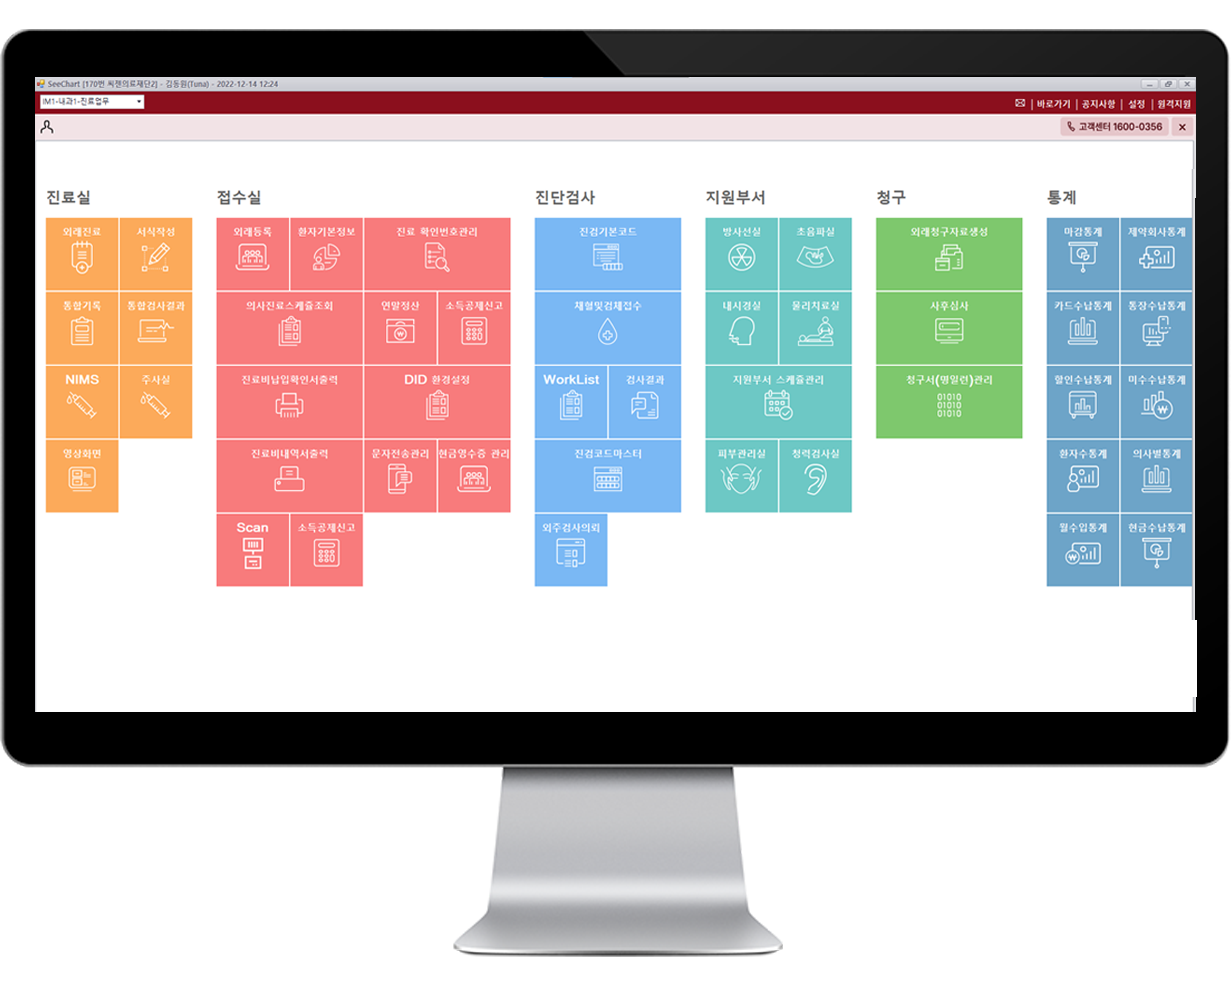 SeeChart [170번 씨젠의료재단2] - 김동원(Tuna) - 2022-12-14 12:24
IM1-내과1-진료업무
바로가기 | 공지사항 | 설정 | 원격지원
고객센터 1600-0356
진료실
외래진료
서식작성
통합기록
통합검사결과
NIMS
주사실
영상화면
접수실
외래등록
환자기본정보
진료 확인번호관리
의사진료스케쥴조회
연말정산
소득공제신고
진료비납입확인서출력
DID 환경설정
진료비내역서출력
문자전송관리
현금영수증 관리
Scan
소득공제신고
진단검사
진검기본코드
채혈및검체접수
WorkList
검사결과
진검코드마스터
외주검사의뢰
지원부서
방사선실
초음파실
내시경실
물리치료실
지원부서 스케쥴관리
피부관리실
청력검사실
청구
외래청구자료생성
사후심사
청구서(명일련)관리
01010
01010
01010
통계
마감통계
제약회사통계
카드수납통계
통장수납통계
할인수납통계
미수수납통계
환자수통계
의사별통계
월수입통계
현금수납통계